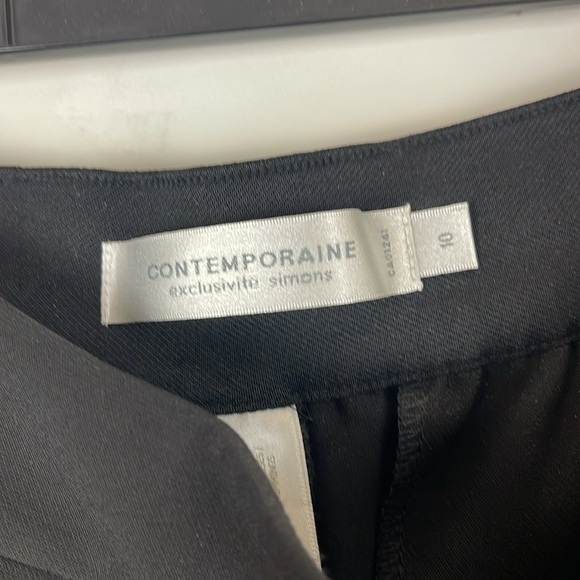 CONTEMPORAINE
exclusivité simons
CA01241
10